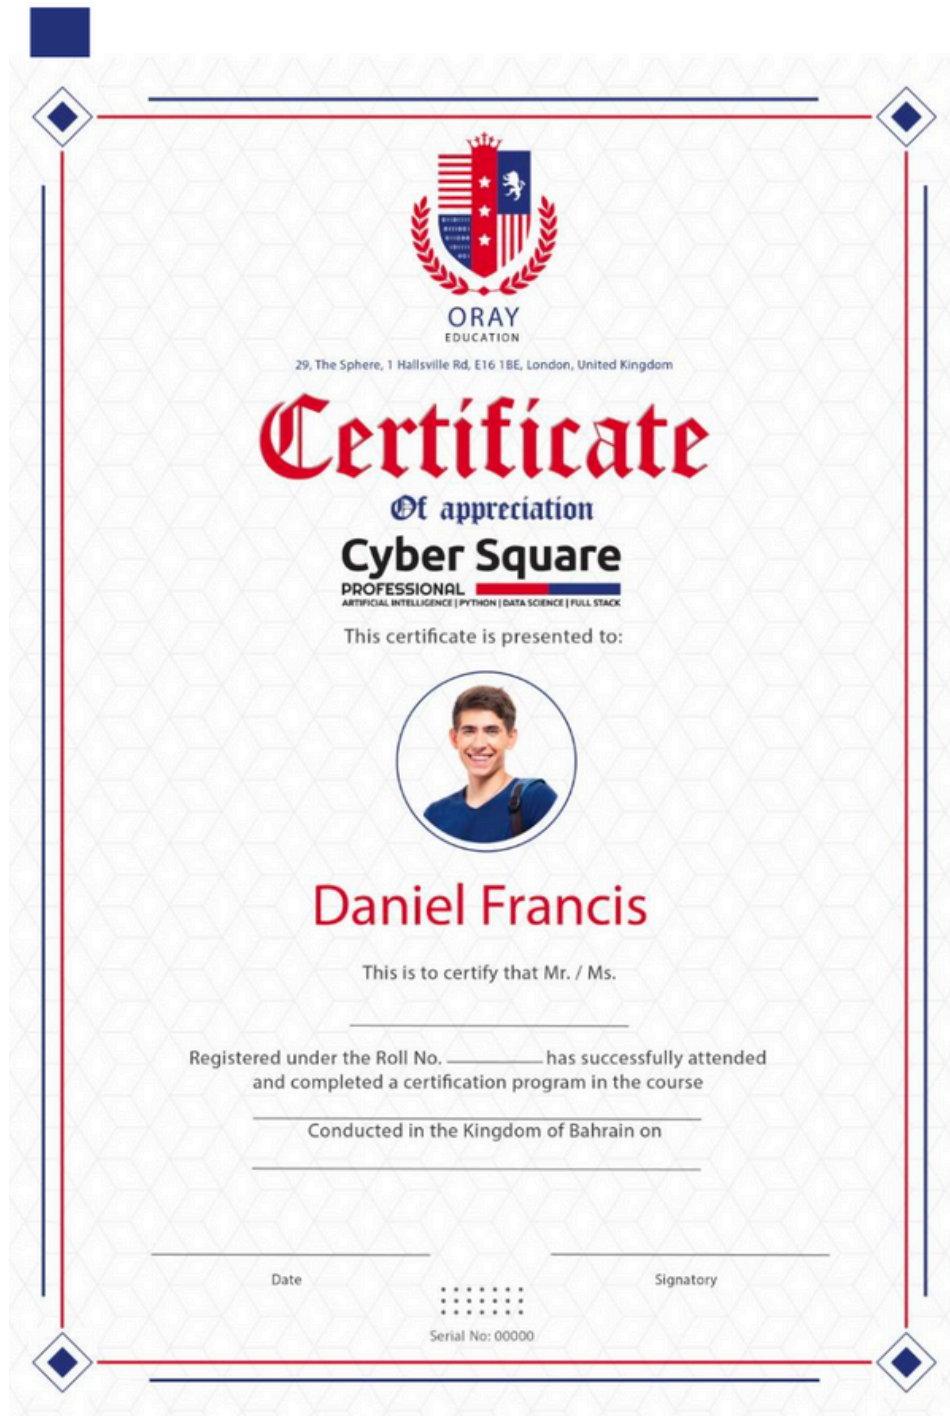 ORAY
EDUCATION
29, The Sphere, 1 Hallsville Rd, E16 1BE, London, United Kingdom
Certificate
Of appreciation
Cyber Square
PROFESSIONAL
ARTIFICIAL INTELLIGENCE | PYTHON | DATA SCIENCE | FULL STACK
This certificate is presented to:
Daniel Francis
This is to certify that Mr. / Ms.
Registered under the Roll No. __________ has successfully attended
and completed a certification program in the course
Conducted in the Kingdom of Bahrain on
Date
Signatory
Serial No: 00000